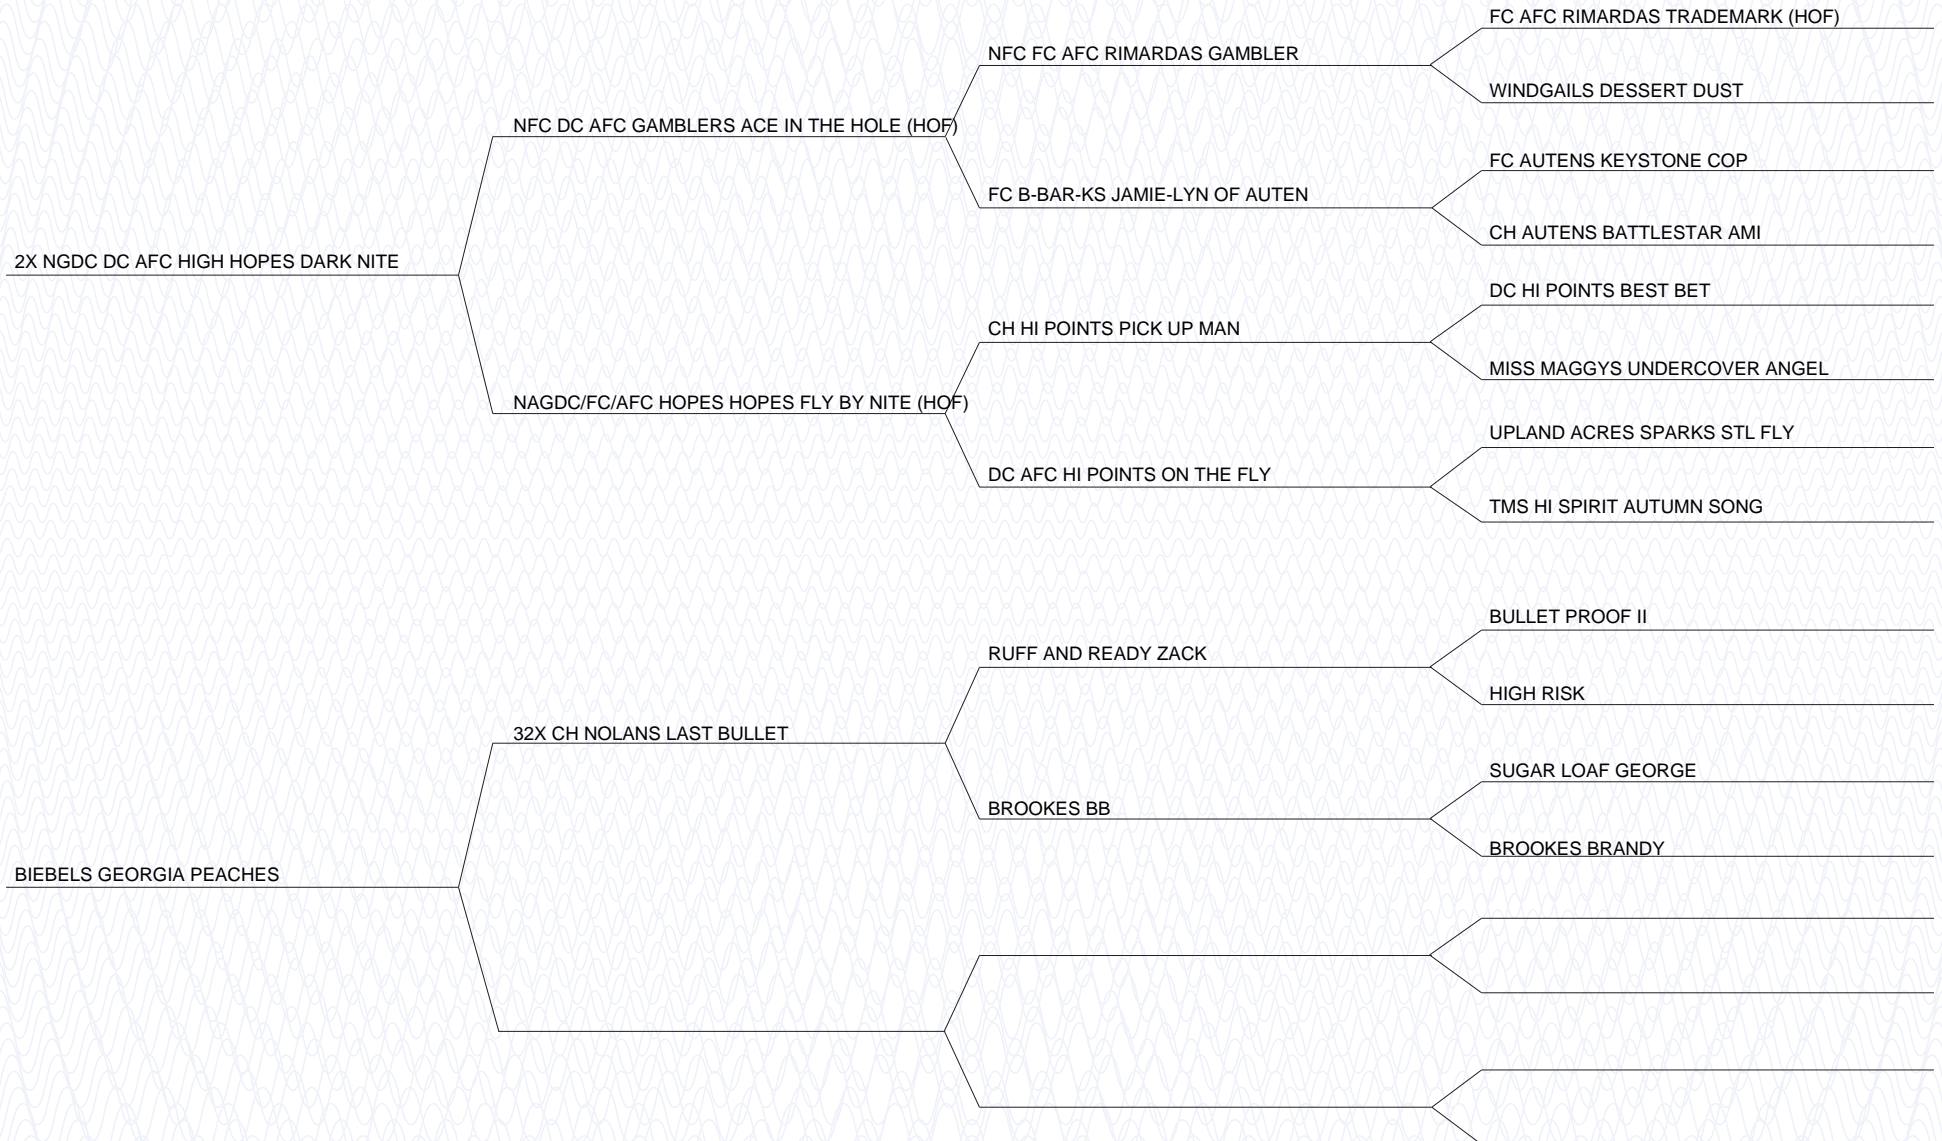 FC AFC RIMARDAS TRADEMARK (HOF)
NFC FC AFC RIMARDAS GAMBLER
WINDGAILS DESSERT DUST
NFC DC AFC GAMBLERS ACE IN THE HOLE (HOF)
FC AUTENS KEYSTONE COP
FC B-BAR-KS JAMIE-LYN OF AUTEN
CH AUTENS BATTLESTAR AMI
2X NGDC DC AFC HIGH HOPES DARK NITE
DC HI POINTS BEST BET
CH HI POINTS PICK UP MAN
MISS MAGGYS UNDERCOVER ANGEL
NAGDC/FC/AFC HOPES HOPES FLY BY NITE (HOF)
UPLAND ACRES SPARKS STL FLY
DC AFC HI POINTS ON THE FLY
TMS HI SPIRIT AUTUMN SONG
BULLET PROOF II
RUFF AND READY ZACK
HIGH RISK
32X CH NOLANS LAST BULLET
SUGAR LOAF GEORGE
BROOKES BB
BROOKES BRANDY
BIEBELS GEORGIA PEACHES